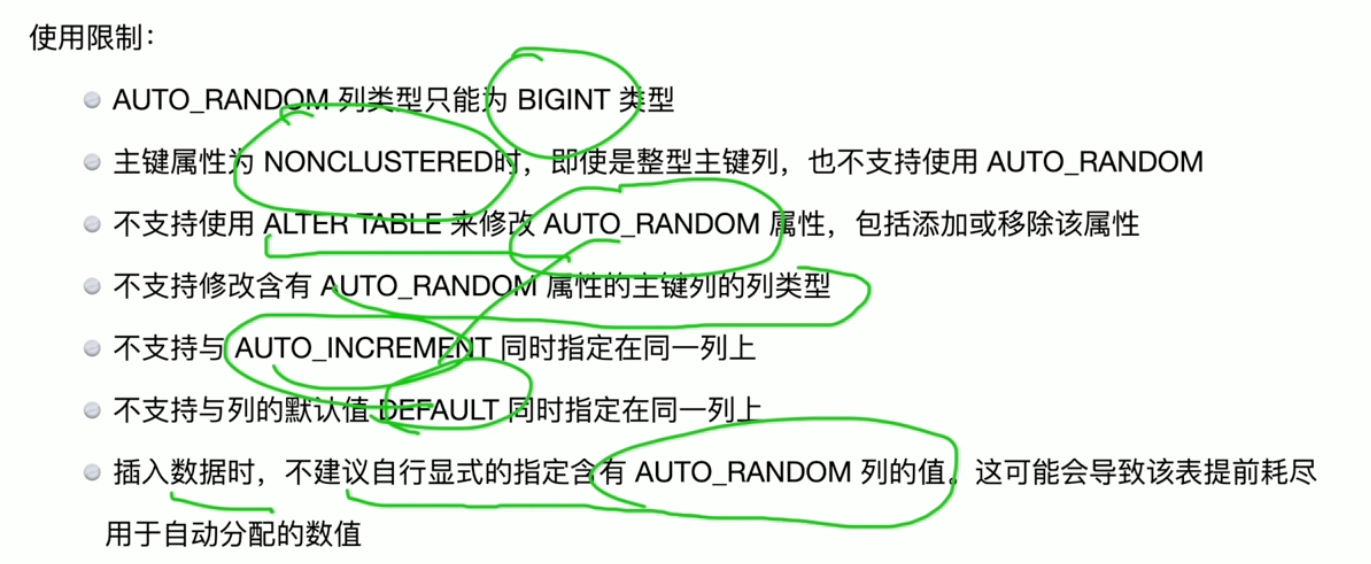 使用限制：
AUTO_RANDOM 列类型只能为 BIGINT 类型
主键属性为 NONCLUSTERED时，即使是整型主键列，也不支持使用 AUTO_RANDOM
不支持使用 ALTER TABLE 来修改 AUTO_RANDOM 属性，包括添加或移除该属性
不支持修改含有 AUTO_RANDOM 属性的主键列的列类型
不支持与 AUTO_INCREMENT 同时指定在同一列上
不支持与列的默认值 DEFAULT 同时指定在同一列上
插入数据时，不建议自行显式的指定含有 AUTO_RANDOM 列的值。这可能会导致该表提前耗尽
用于自动分配的数值